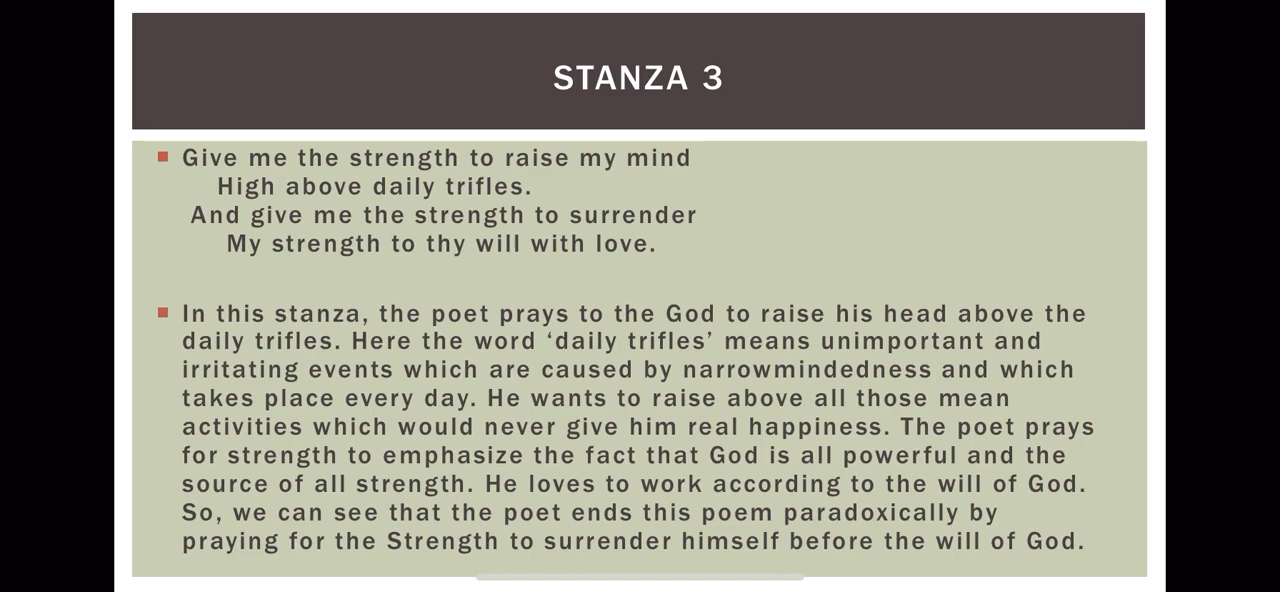 STANZA 3
Give me the strength to raise my mind
High above daily trifles.
And give me the strength to surrender
My strength to thy will with love.
In this stanza, the poet prays to the God to raise his head above the
daily trifles. Here the word ‘daily trifles’ means unimportant and
irritating events which are caused by narrowmindedness and which
takes place every day. He wants to raise above all those mean
activities which would never give him real happiness. The poet prays
for strength to emphasize the fact that God is all powerful and the
source of all strength. He loves to work according to the will of God.
So, we can see that the poet ends this poem paradoxically by
praying for the Strength to surrender himself before the will of God.